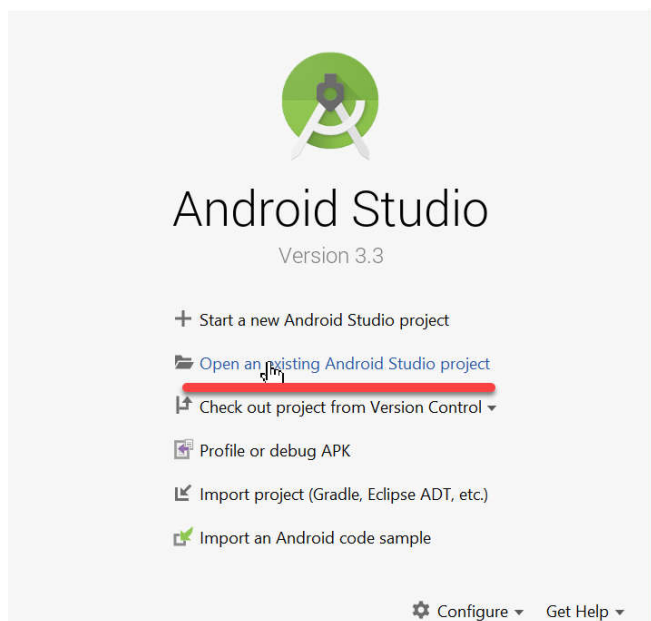 Android Studio
Version 3.3
Start a new Android Studio project
Open an existing Android Studio project
Check out project from Version Control
Profile or debug APK
Import project (Gradle, Eclipse ADT, etc.)
Import an Android code sample
Configure Get Help